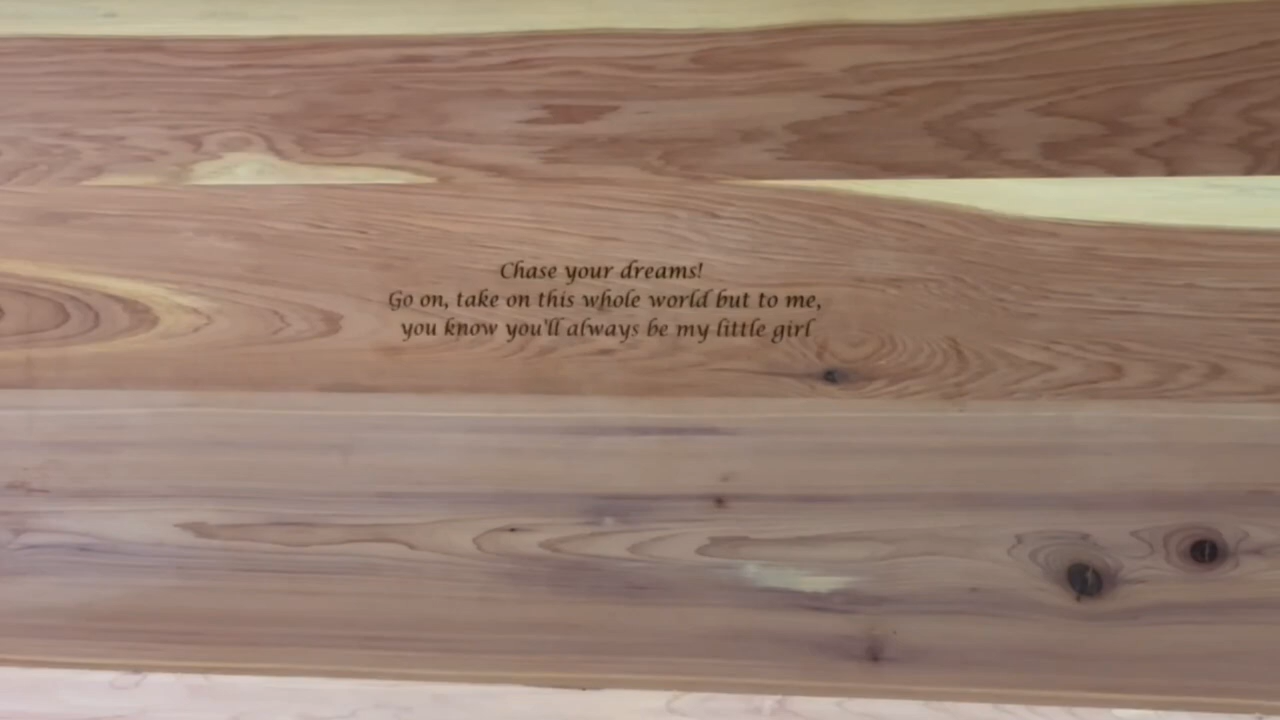 Chase your dreams!
Go on, take on this whole world but to me,
you know you'll always be my little girl